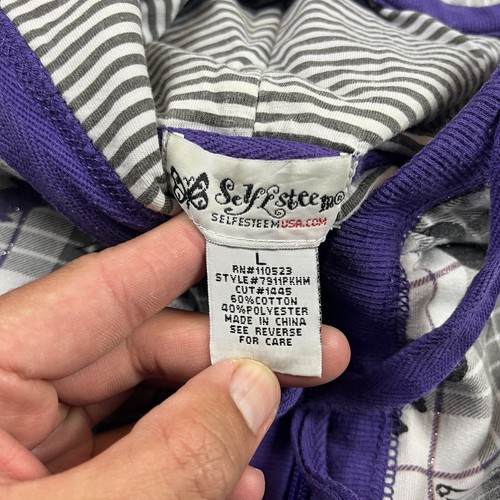 Self Esteem®
SELFESTEEMUSA.COM
L
RN#110523
STYLE#7911PKHM
CUT#1445
60%COTTON
40%POLYESTER
MADE IN CHINA
SEE REVERSE
FOR CARE